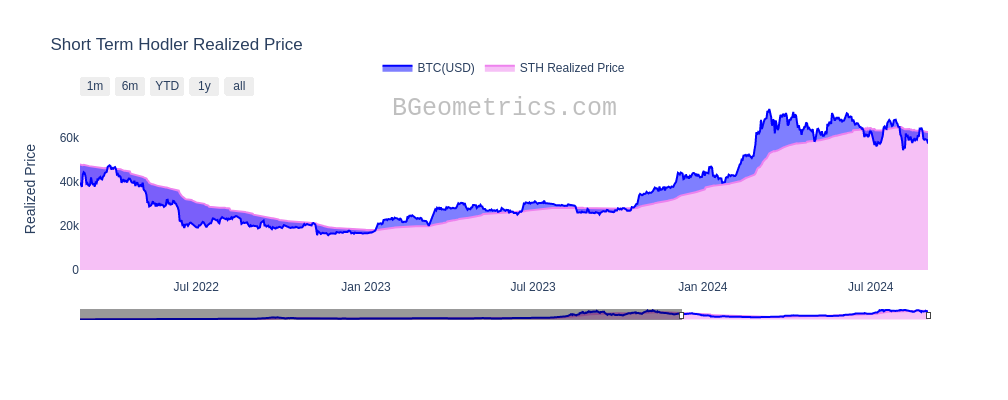 Short Term Hodler Realized Price
BTC(USD) STH Realized Price
1m 6m YTD 1y all
BGeometrics.com
Realized Price
60k
40k
20k
0
Jul 2022 Jan 2023 Jul 2023 Jan 2024 Jul 2024